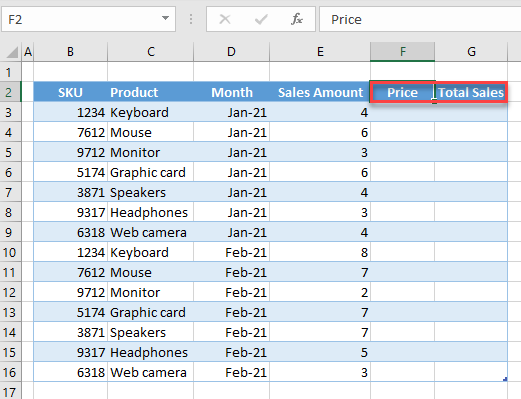 F2 fx Price
A B C D E F G
1
2 SKU Product Month Sales Amount Price Total Sales
3 1234 Keyboard Jan-21 4
4 7612 Mouse Jan-21 6
5 9712 Monitor Jan-21 3
6 5174 Graphic card Jan-21 6
7 3871 Speakers Jan-21 4
8 9317 Headphones Jan-21 3
9 6318 Web camera Jan-21 4
10 1234 Keyboard Feb-21 8
11 7612 Mouse Feb-21 7
12 9712 Monitor Feb-21 2
13 5174 Graphic card Feb-21 7
14 3871 Speakers Feb-21 7
15 9317 Headphones Feb-21 5
16 6318 Web camera Feb-21 3
17